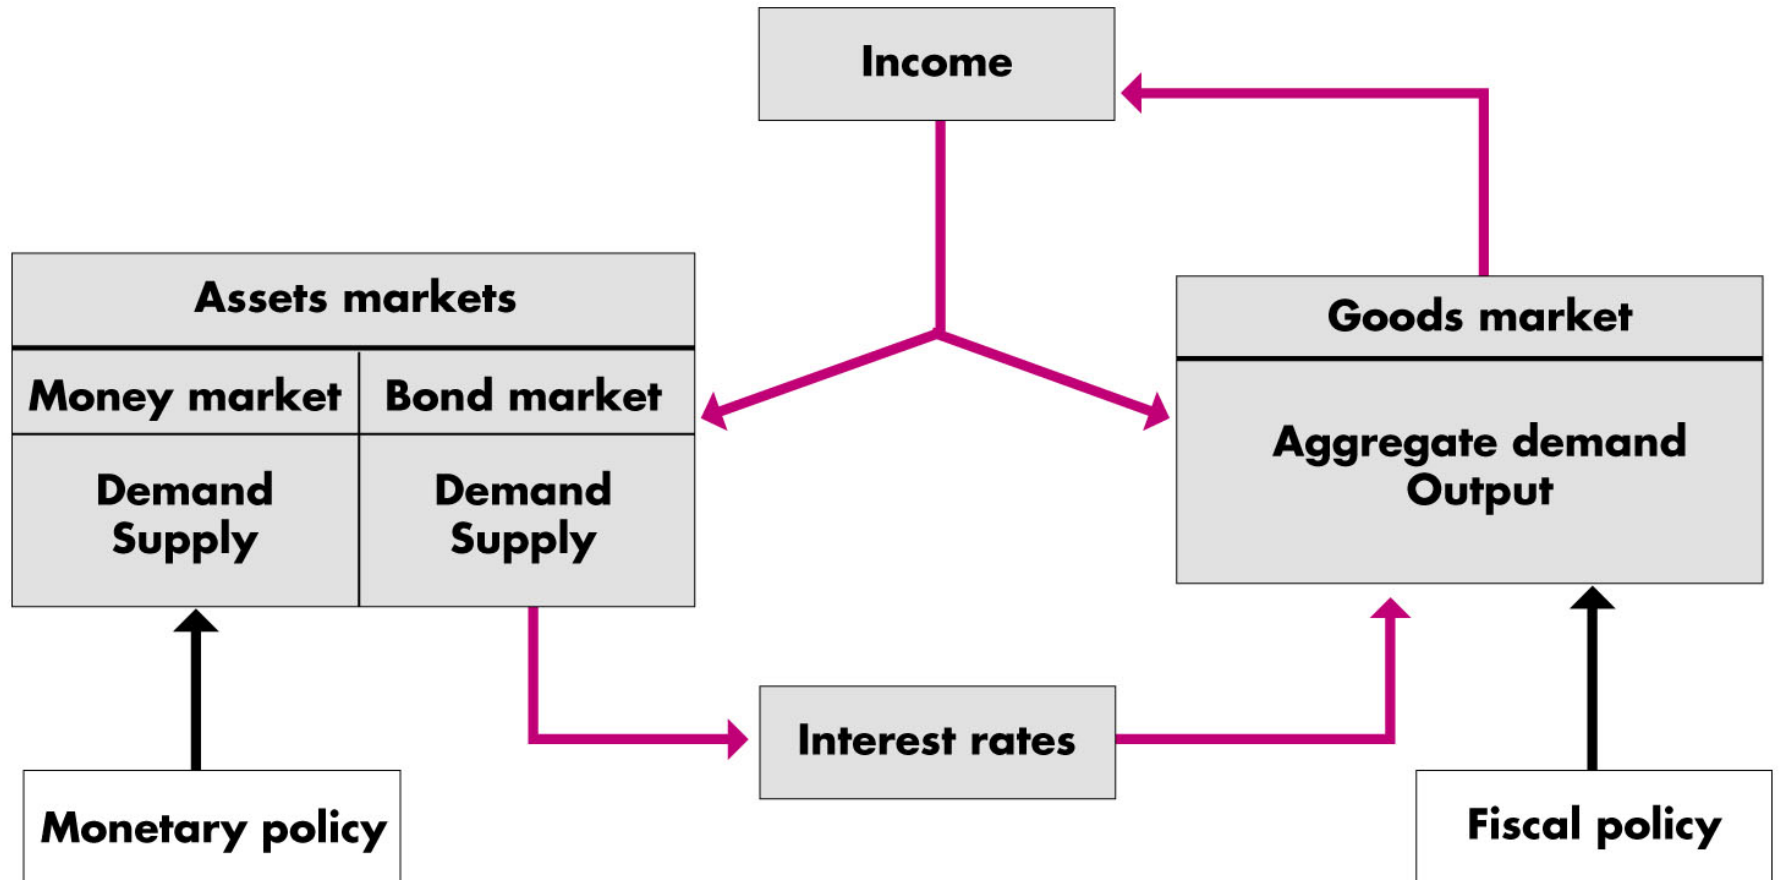 Income
Assets markets
Goods market
Money market
Bond market
Aggregate demand
Output
Demand
Supply
Demand
Supply
Interest rates
Monetary policy
Fiscal policy